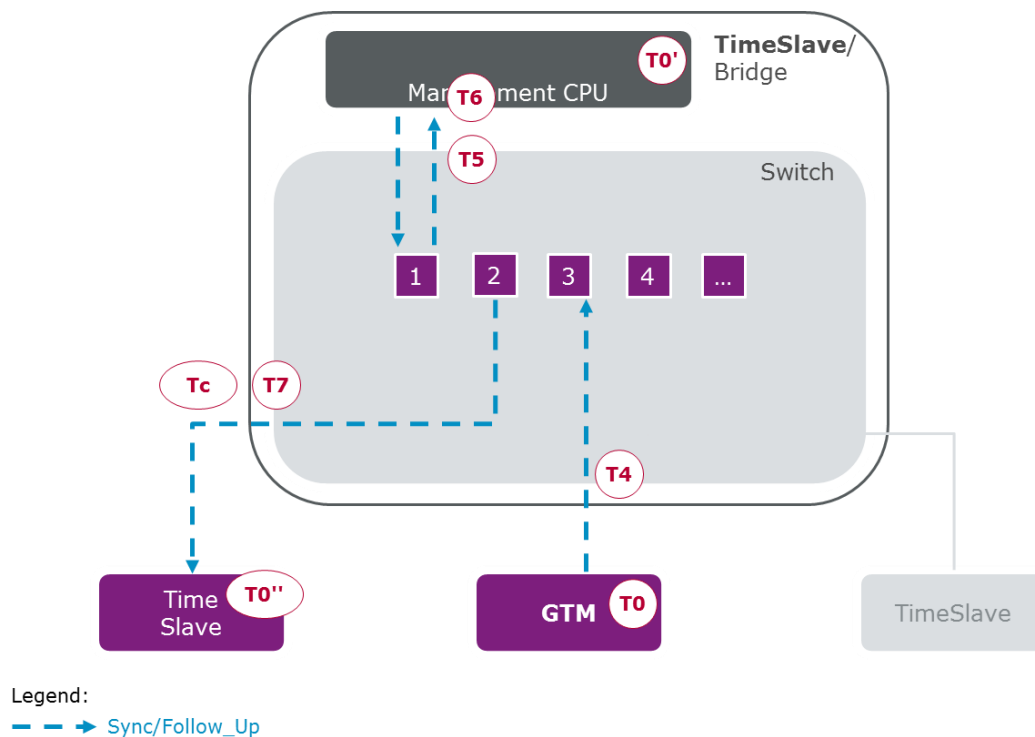 TimeSlave/
Bridge
T0'
Management CPU
T6
T5
Switch
1
2
3
4
...
Tc
T7
T4
Time
Slave
T0''
GTM
T0
TimeSlave
Legend:
Sync/Follow_Up